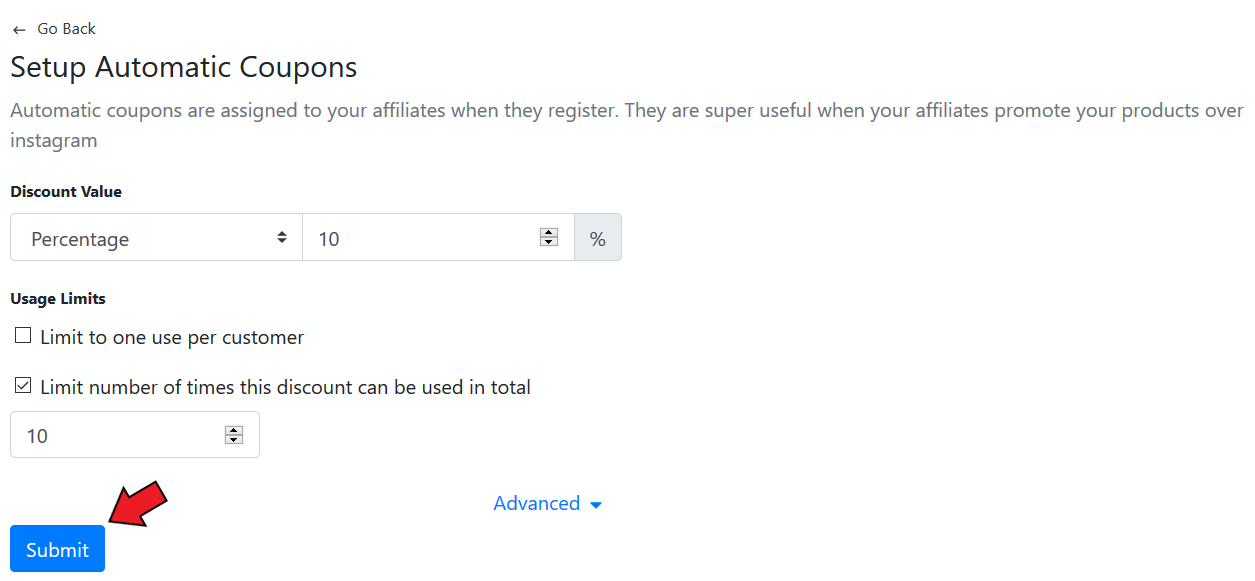 ← Go Back
Setup Automatic Coupons
Automatic coupons are assigned to your affiliates when they register. They are super useful when your affiliates promote your products over
instagram
Discount Value
Percentage 10 %
Usage Limits
Limit to one use per customer
Limit number of times this discount can be used in total
10
Advanced
Submit